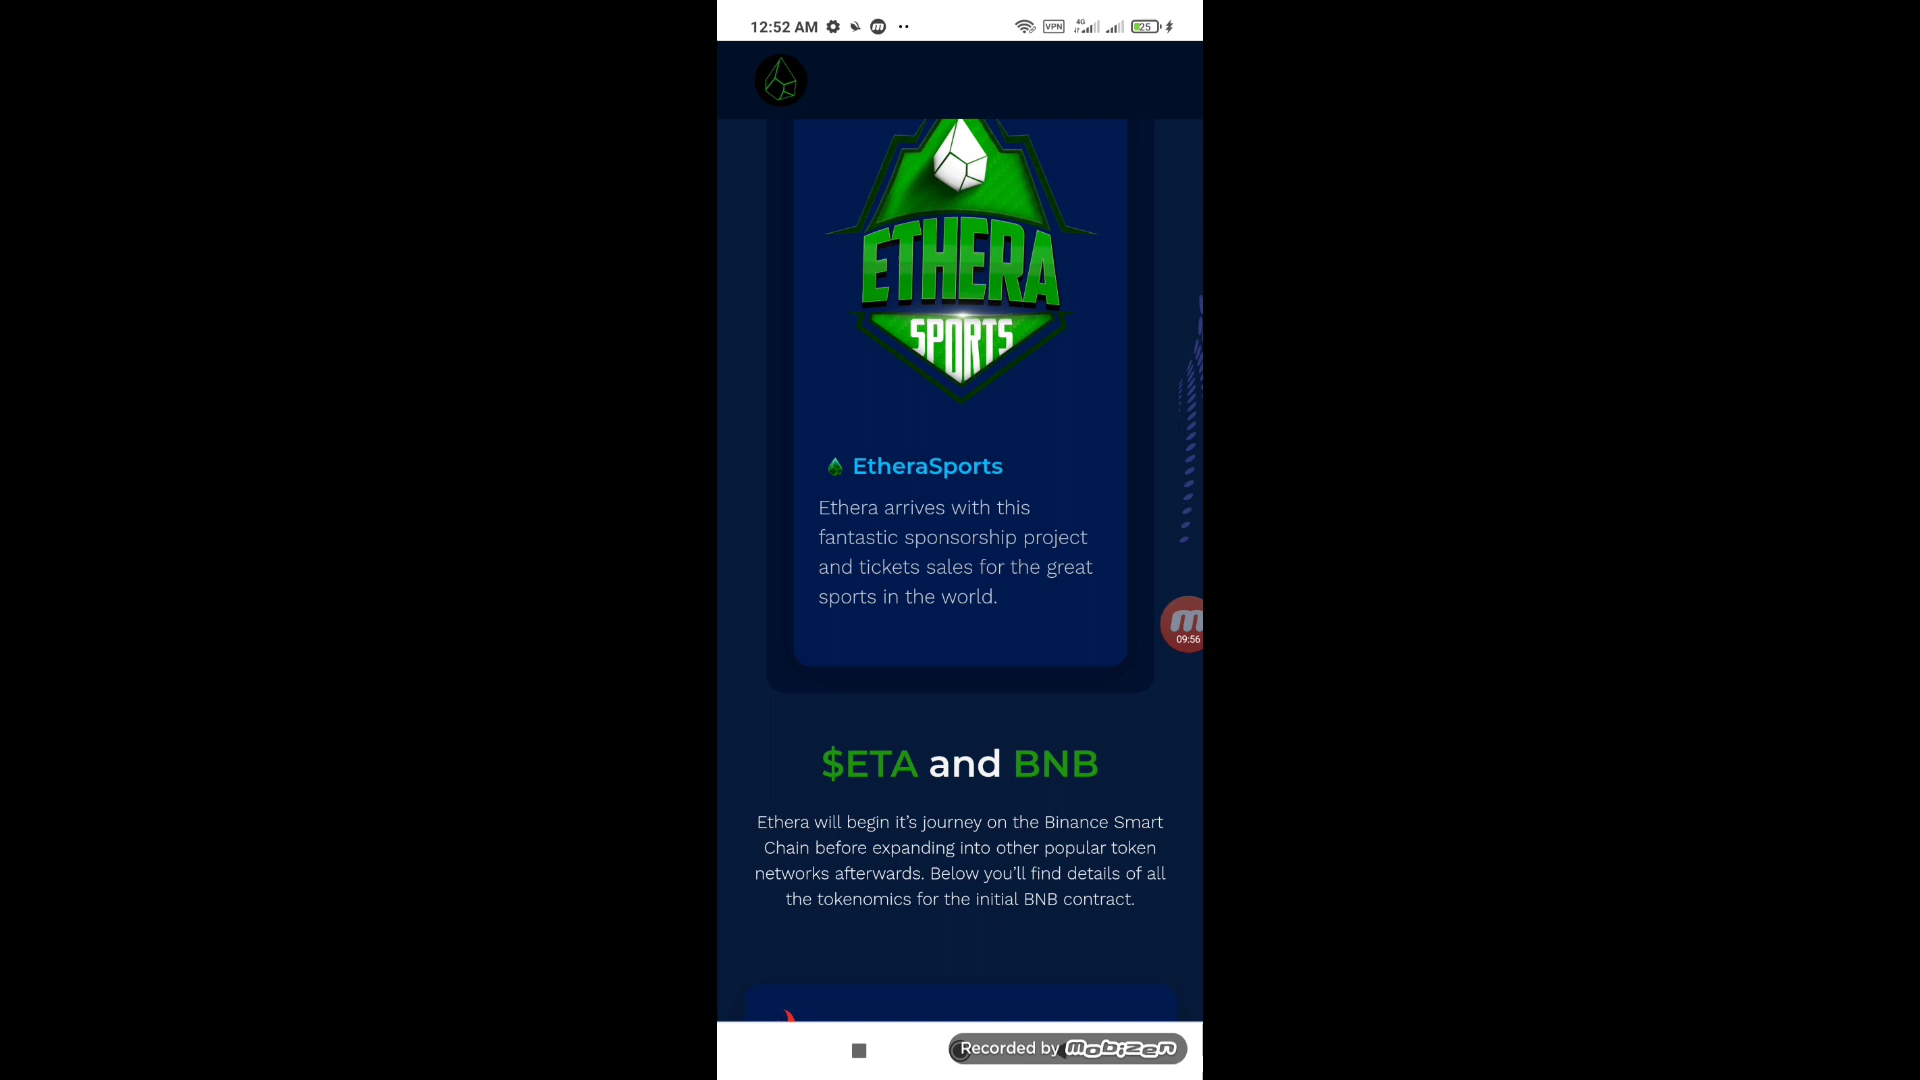 12:52 AM
VPN
4G
25
ETHERA
SPORTS
EtheraSports
Ethera arrives with this
fantastic sponsorship project
and tickets sales for the great
sports in the world.
09:56
$ETA and BNB
Ethera will begin it’s journey on the Binance Smart
Chain before expanding into other popular token
networks afterwards. Below you’ll find details of all
the tokenomics for the initial BNB contract.
Recorded by mobizen